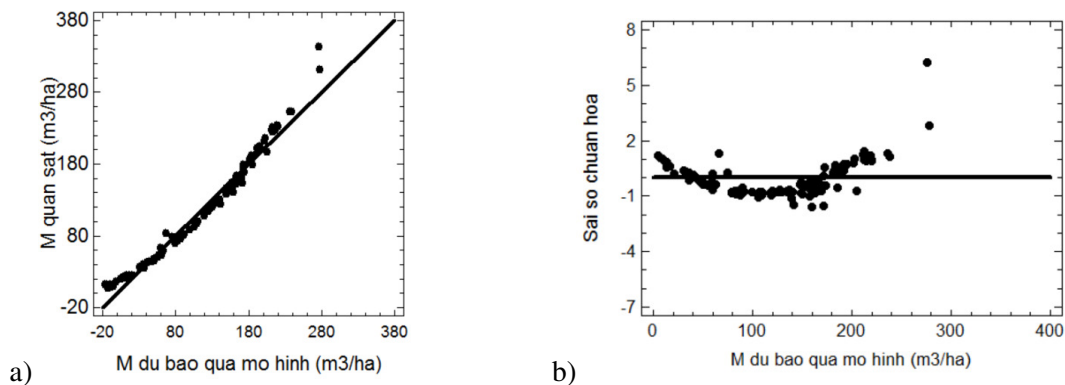 380
280
180
80
-20
M quan sat (m3/ha)
-20 80 180 280 380
M du bao qua mo hinh (m3/ha)
a)
8
5
2
-1
-4
-7
Sai so chuan hoa
0 100 200 300 400
M du bao qua mo hinh (m3/ha)
b)